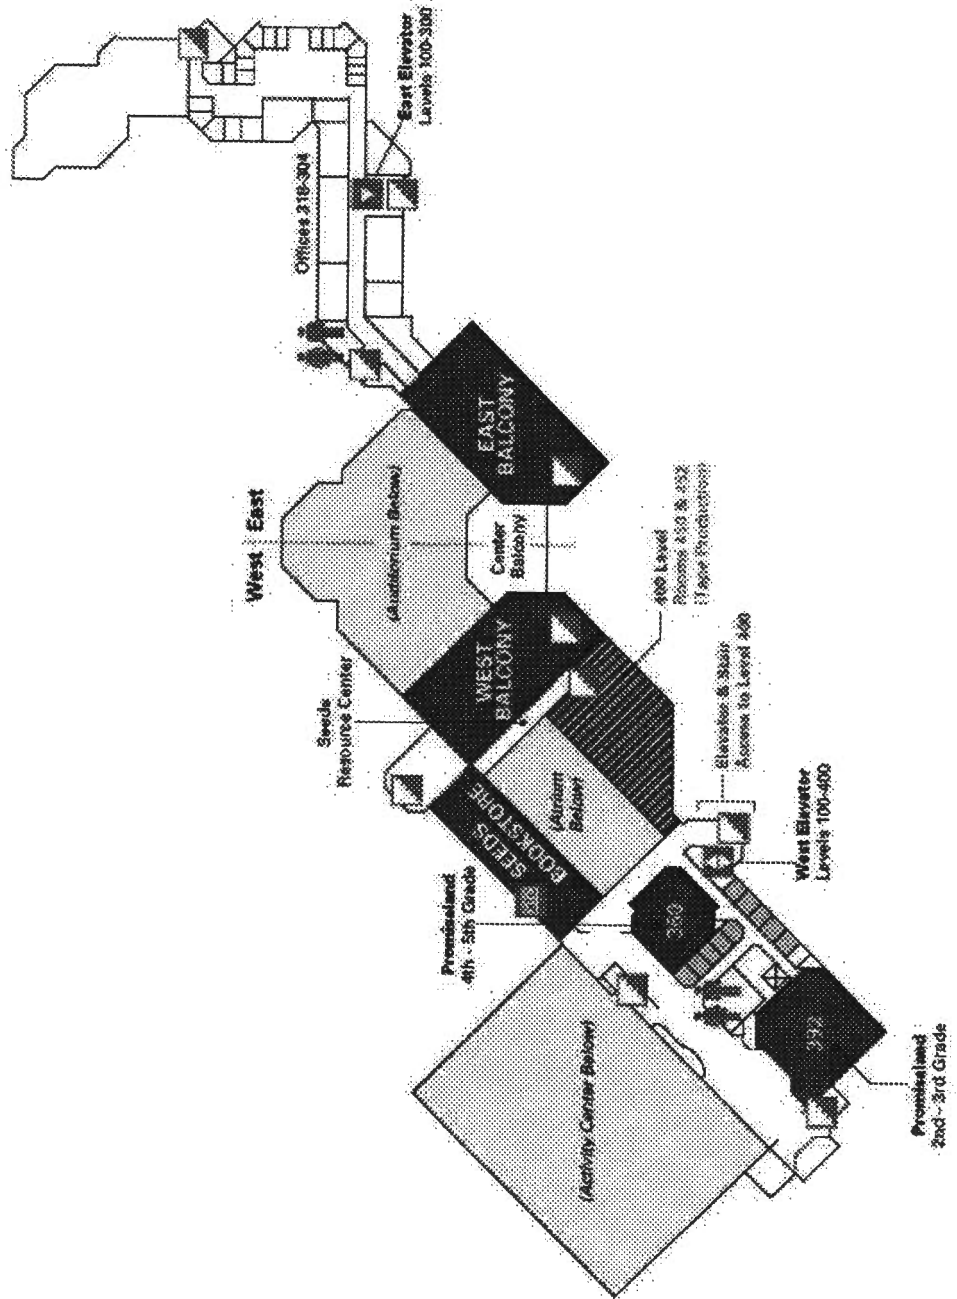 East Elevator
Levels 100-300
Offices 318-304
EAST
BALCONY
West
East
(Auditorium Below)
Center
Balcony
400 Level
Rooms 450 & 452
(Tape Production)
WEST
BALCONY
Seeds
Resource Center
Elevator & Stair
Access to Level 400
(Atrium
Below)
SEEDS
BOOKSTORE
West Elevator
Levels 100-400
Promiseland
4th - 5th Grade
(Activity Center Below)
Promiseland
2nd - 3rd Grade